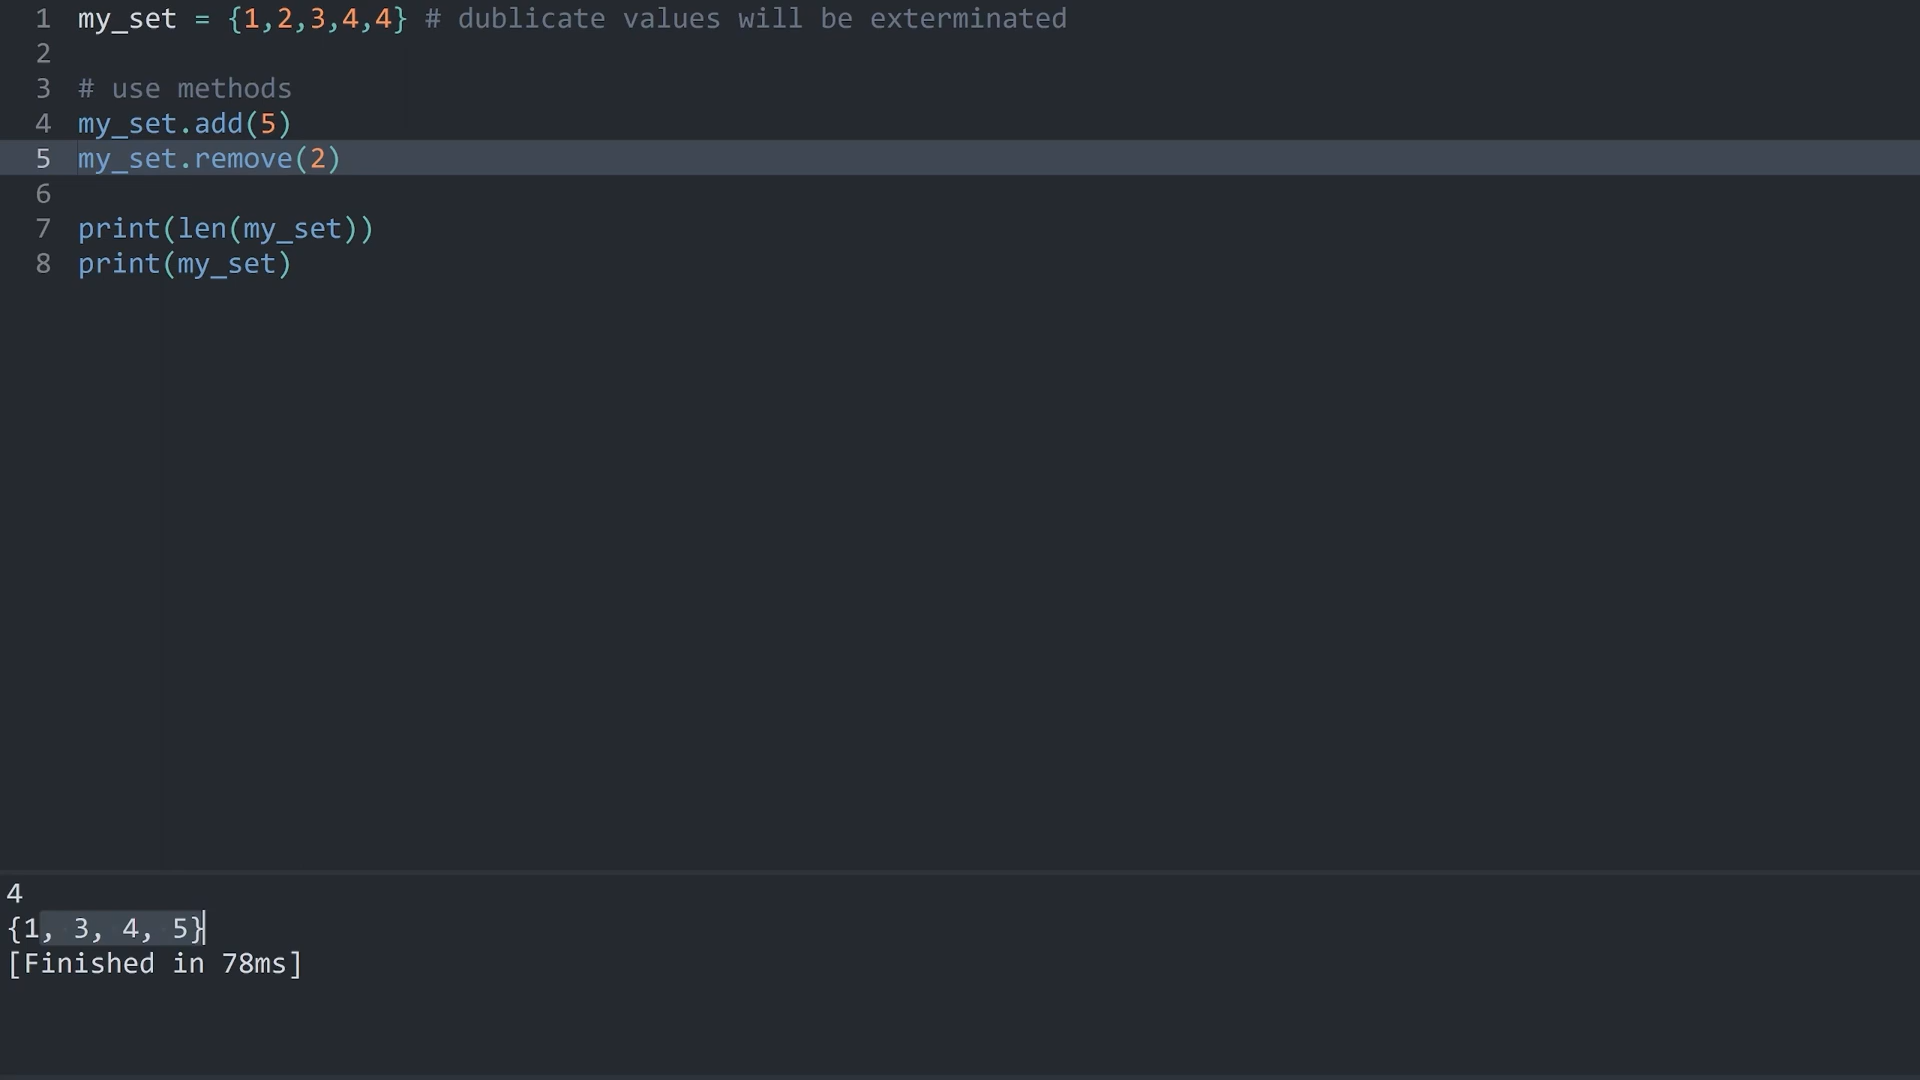 1 my_set = {1,2,3,4,4} # dublicate values will be exterminated
2
3 # use methods
4 my_set.add(5)
5 my_set.remove(2)
6
7 print(len(my_set))
8 print(my_set)
4
{1, 3, 4, 5}
[Finished in 78ms]